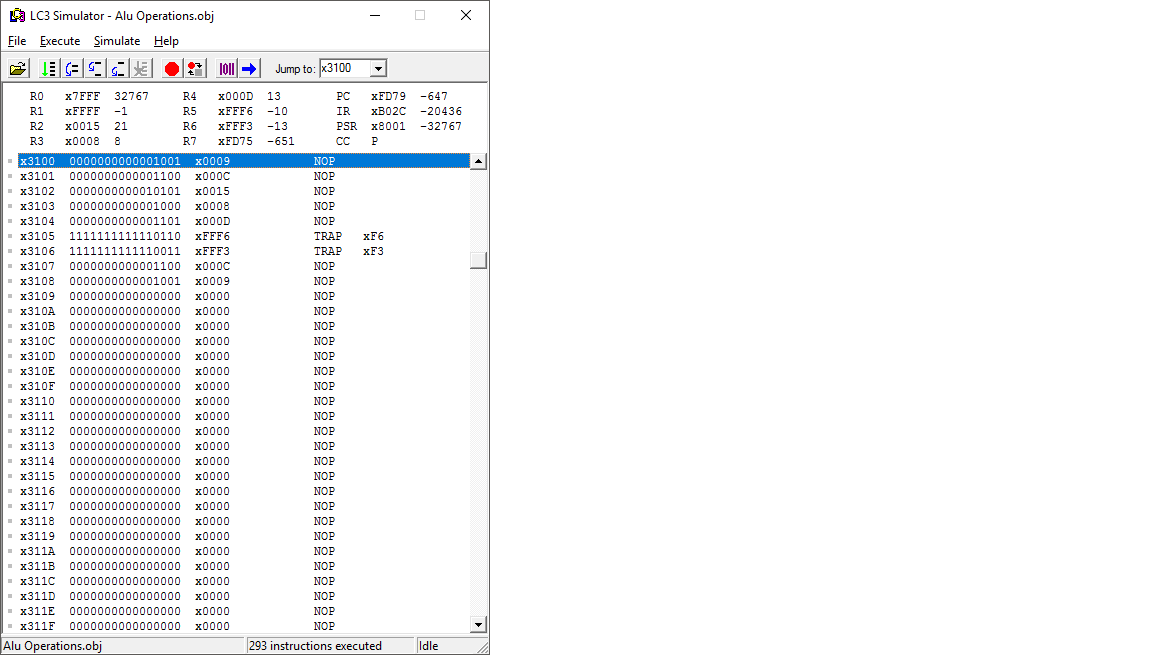 LC3 Simulator - Alu Operations.obj
File Execute Simulate Help
Jump to: x3100
R0 x7FFF 32767 R4 x000D 13 PC xFD79 -647
R1 xFFFF -1 R5 xFFF6 -10 IR xB02C -20436
R2 x0015 21 R6 xFFF3 -13 PSR x8001 -32767
R3 x0008 8 R7 xFD75 -651 CC P
x3100 0000000000001001 x0009 NOP
x3101 0000000000001100 x000C NOP
x3102 0000000000010101 x0015 NOP
x3103 0000000000001000 x0008 NOP
x3104 0000000000001101 x000D NOP
x3105 1111111111110110 xFFF6 TRAP xF6
x3106 1111111111110011 xFFF3 TRAP xF3
x3107 0000000000001100 x000C NOP
x3108 0000000000001001 x0009 NOP
x3109 0000000000000000 x0000 NOP
x310A 0000000000000000 x0000 NOP
x310B 0000000000000000 x0000 NOP
x310C 0000000000000000 x0000 NOP
x310D 0000000000000000 x0000 NOP
x310E 0000000000000000 x0000 NOP
x310F 0000000000000000 x0000 NOP
x3110 0000000000000000 x0000 NOP
x3111 0000000000000000 x0000 NOP
x3112 0000000000000000 x0000 NOP
x3113 0000000000000000 x0000 NOP
x3114 0000000000000000 x0000 NOP
x3115 0000000000000000 x0000 NOP
x3116 0000000000000000 x0000 NOP
x3117 0000000000000000 x0000 NOP
x3118 0000000000000000 x0000 NOP
x3119 0000000000000000 x0000 NOP
x311A 0000000000000000 x0000 NOP
x311B 0000000000000000 x0000 NOP
x311C 0000000000000000 x0000 NOP
x311D 0000000000000000 x0000 NOP
x311E 0000000000000000 x0000 NOP
x311F 0000000000000000 x0000 NOP
Alu Operations.obj 293 instructions executed Idle